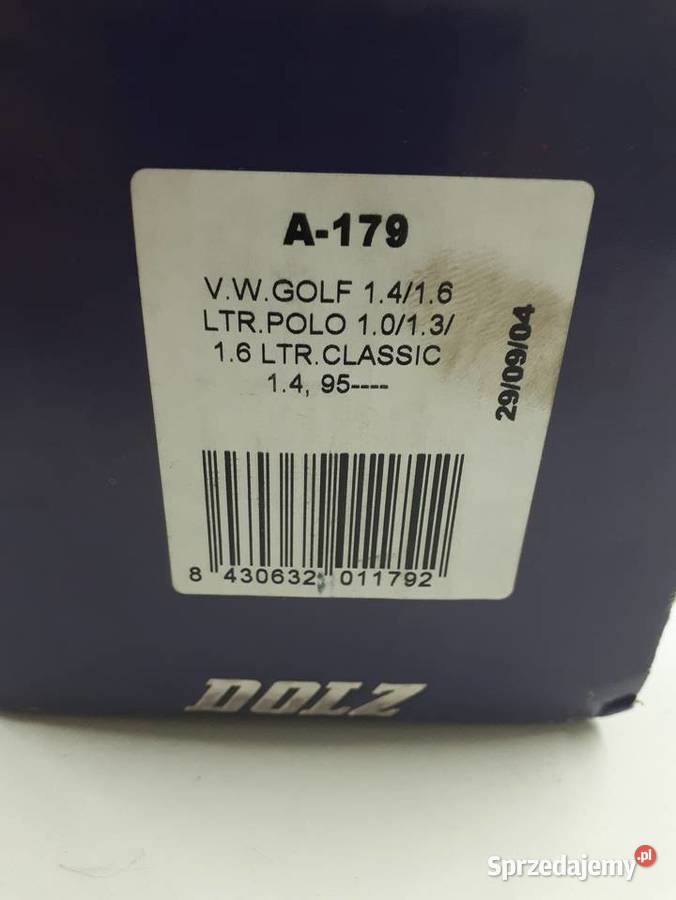 A-179
V.W.GOLF 1.4/1.6
LTR.POLO 1.0/1.3/
1.6 LTR.CLASSIC
1.4, 95----
29/09/04
8 430632 011792
DOLZ
Sprzedajemy.pl